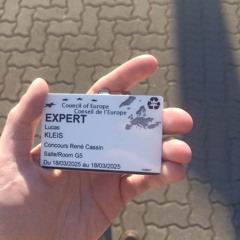 Council of Europe
Conseil de l'Europe
EXPERT
Lucas
KLEIS
Concours René Cassin
Salle/Room G5
Du 18/03/2025 au 18/03/2025